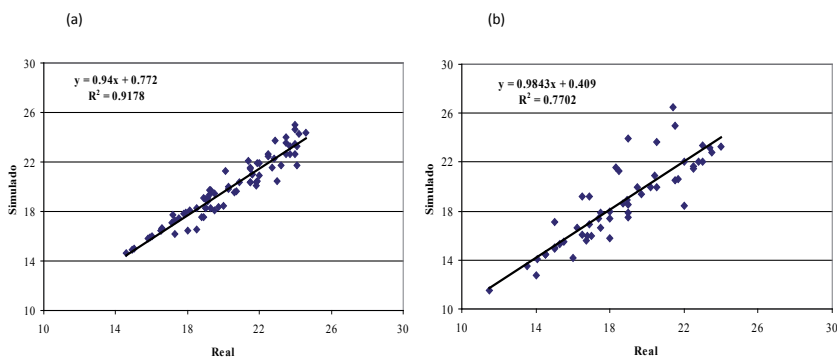 (a)
30
26
22
18
14
10
Simulado
y = 0.94x + 0.772
R² = 0.9178
10 14 18 22 26 30
Real
(b)
30
26
22
18
14
10
Simulado
y = 0.9843x + 0.409
R² = 0.7702
10 14 18 22 26 30
Real